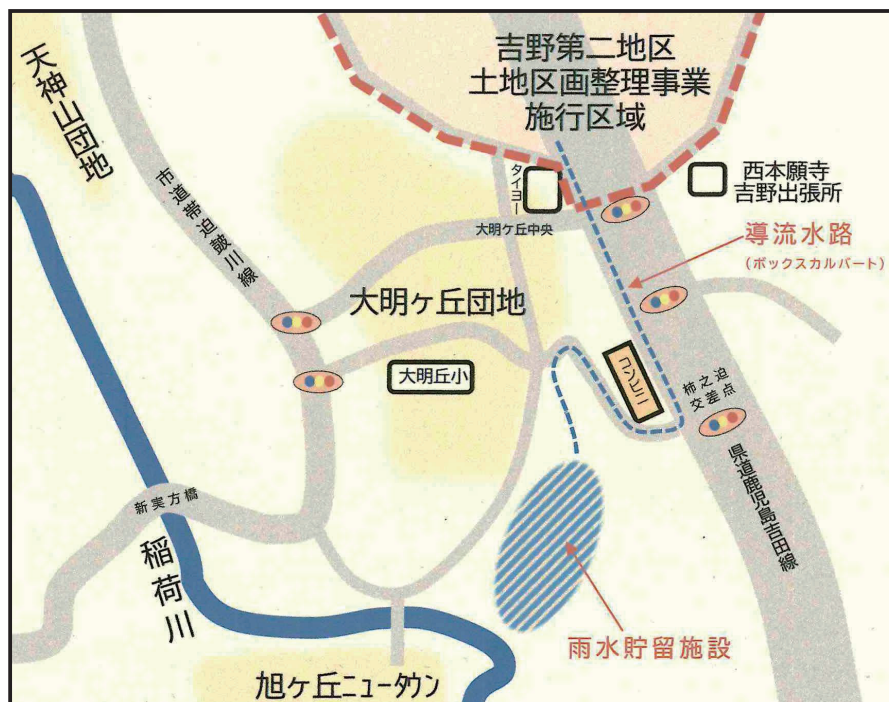 吉野第二地区
土地区画整理事業
施行区域
天神山団地
タイヨー
西本願寺
吉野出張所
市道帯迫鼓川線
大明ケ丘中央
導流水路
(ボックスカルバート)
大明ヶ丘団地
大明丘小
コンビニ
柿之迫
交差点
県道鹿児島吉田線
新実方橋
稲荷川
雨水貯留施設
旭ヶ丘ニュータウン